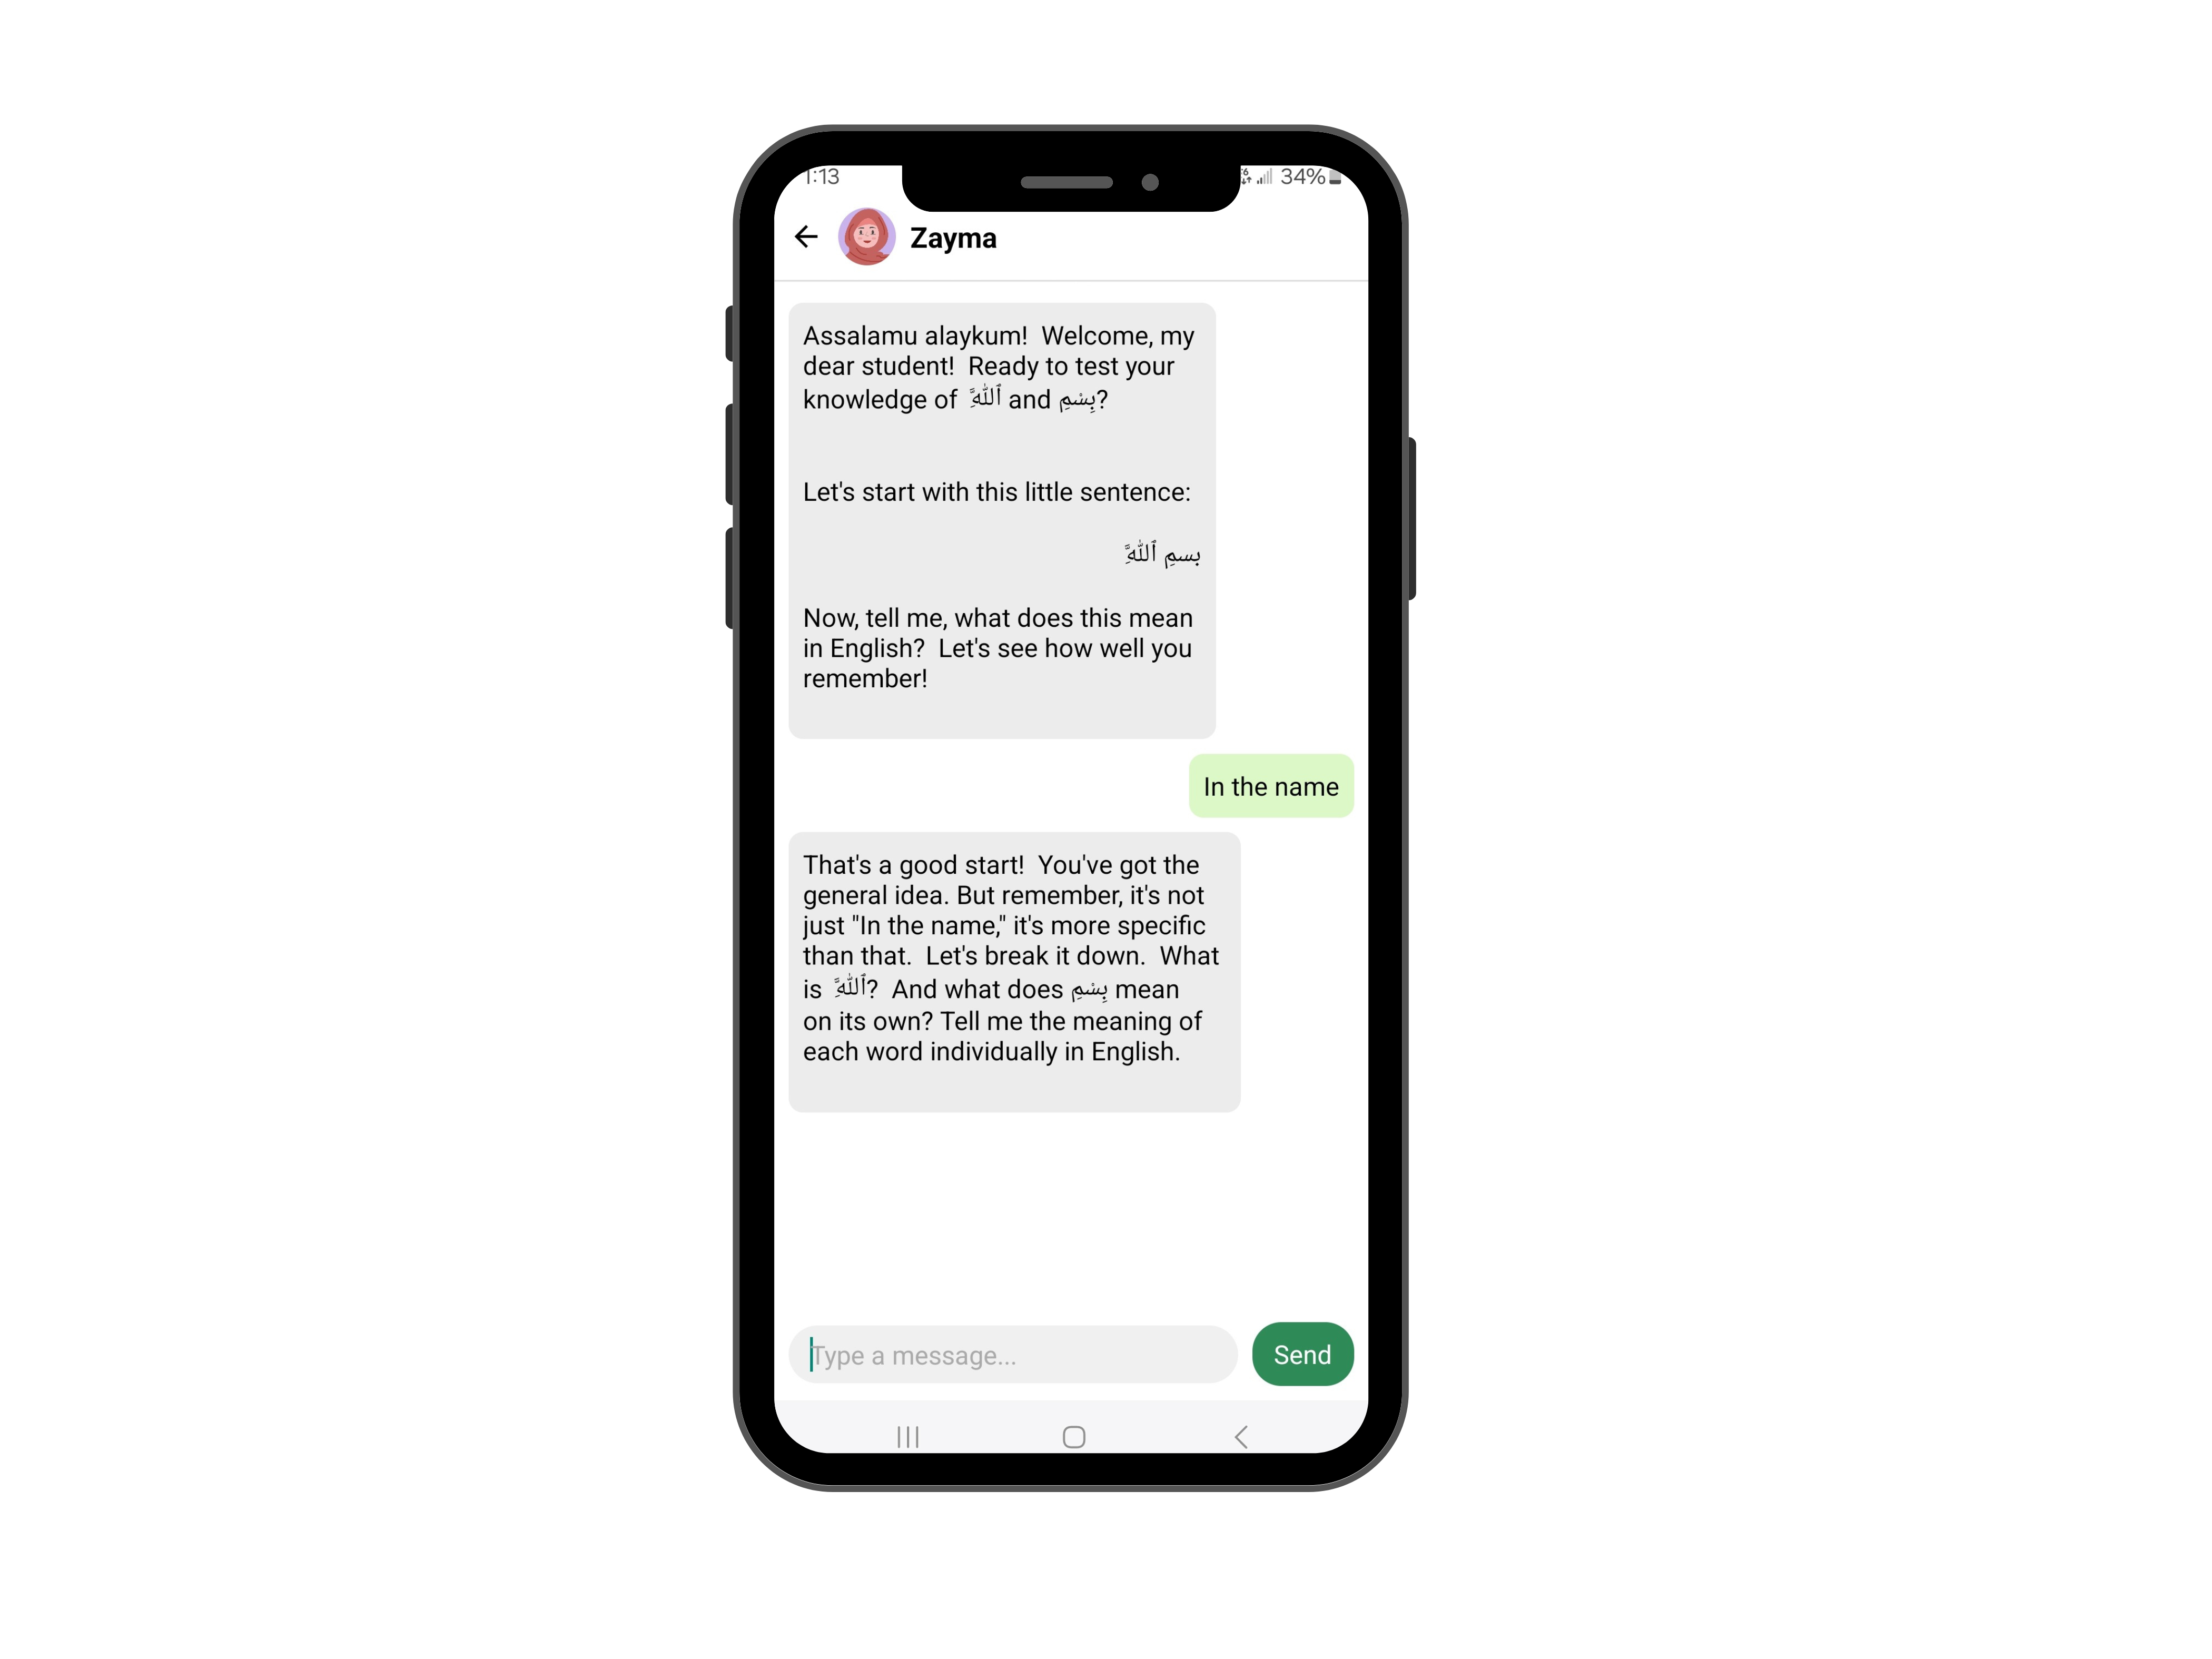 1:13
34%
Zayma
Assalamu alaykum!  Welcome, my
dear student!  Ready to test your
knowledge of ٱللَّهِ and بِسْمِ?
Let's start with this little sentence:
بسمِ ٱللَّهِ
Now, tell me, what does this mean
in English?  Let's see how well you
remember!
In the name
That's a good start!  You've got the
general idea. But remember, it's not
just "In the name," it's more specific
than that.  Let's break it down.  What
is ٱللَّهِ?  And what does بِسْمِ mean
on its own? Tell me the meaning of
each word individually in English.
Type a message...
Send